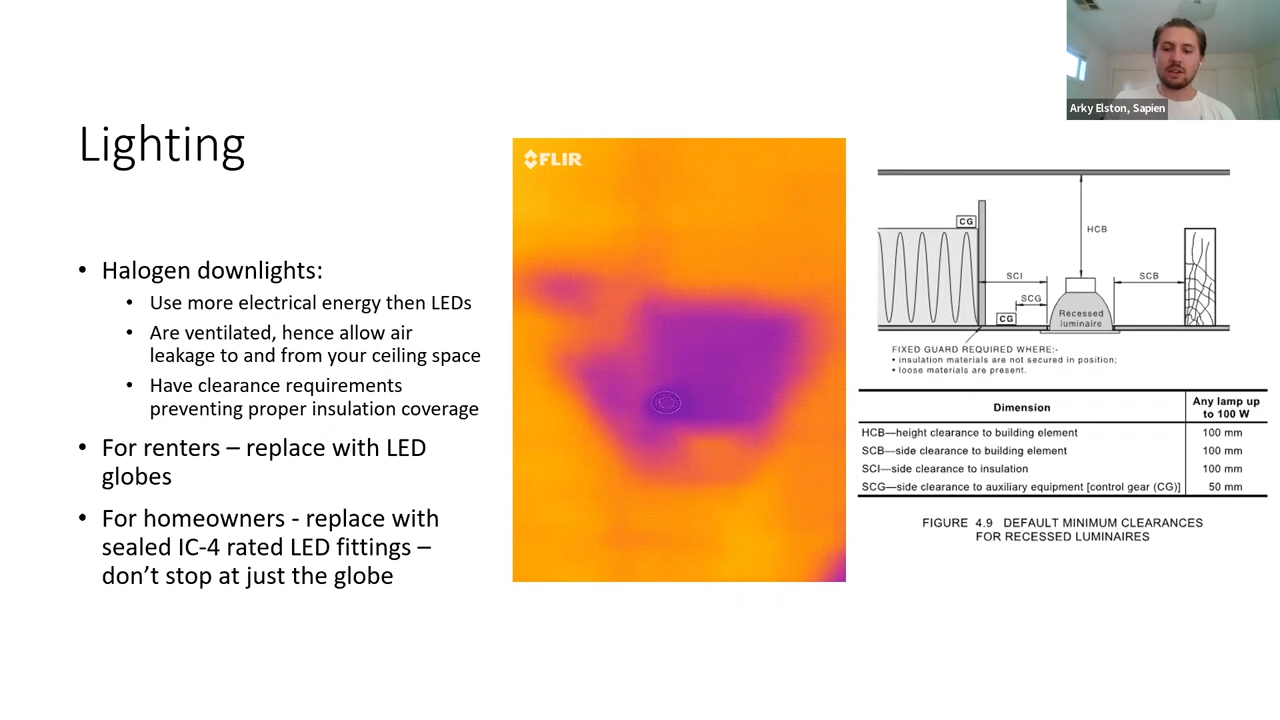 Arky Elston, Sapien
Lighting
• Halogen downlights:
• Use more electrical energy then LEDs
• Are ventilated, hence allow air
leakage to and from your ceiling space
• Have clearance requirements
preventing proper insulation coverage
• For renters – replace with LED
globes
• For homeowners - replace with
sealed IC-4 rated LED fittings –
don’t stop at just the globe
FLIR
CG
HCB
SCI
SCB
SCG
CG
Recessed
luminaire
FIXED GUARD REQUIRED WHERE:-
• insulation materials are not secured in position;
• loose materials are present.
Dimension
Any lamp up
to 100 W
HCB—height clearance to building element 100 mm
SCB—side clearance to building element 100 mm
SCI—side clearance to insulation 100 mm
SCG—side clearance to auxiliary equipment [control gear (CG)] 50 mm
FIGURE 4.9 DEFAULT MINIMUM CLEARANCES
FOR RECESSED LUMINAIRES